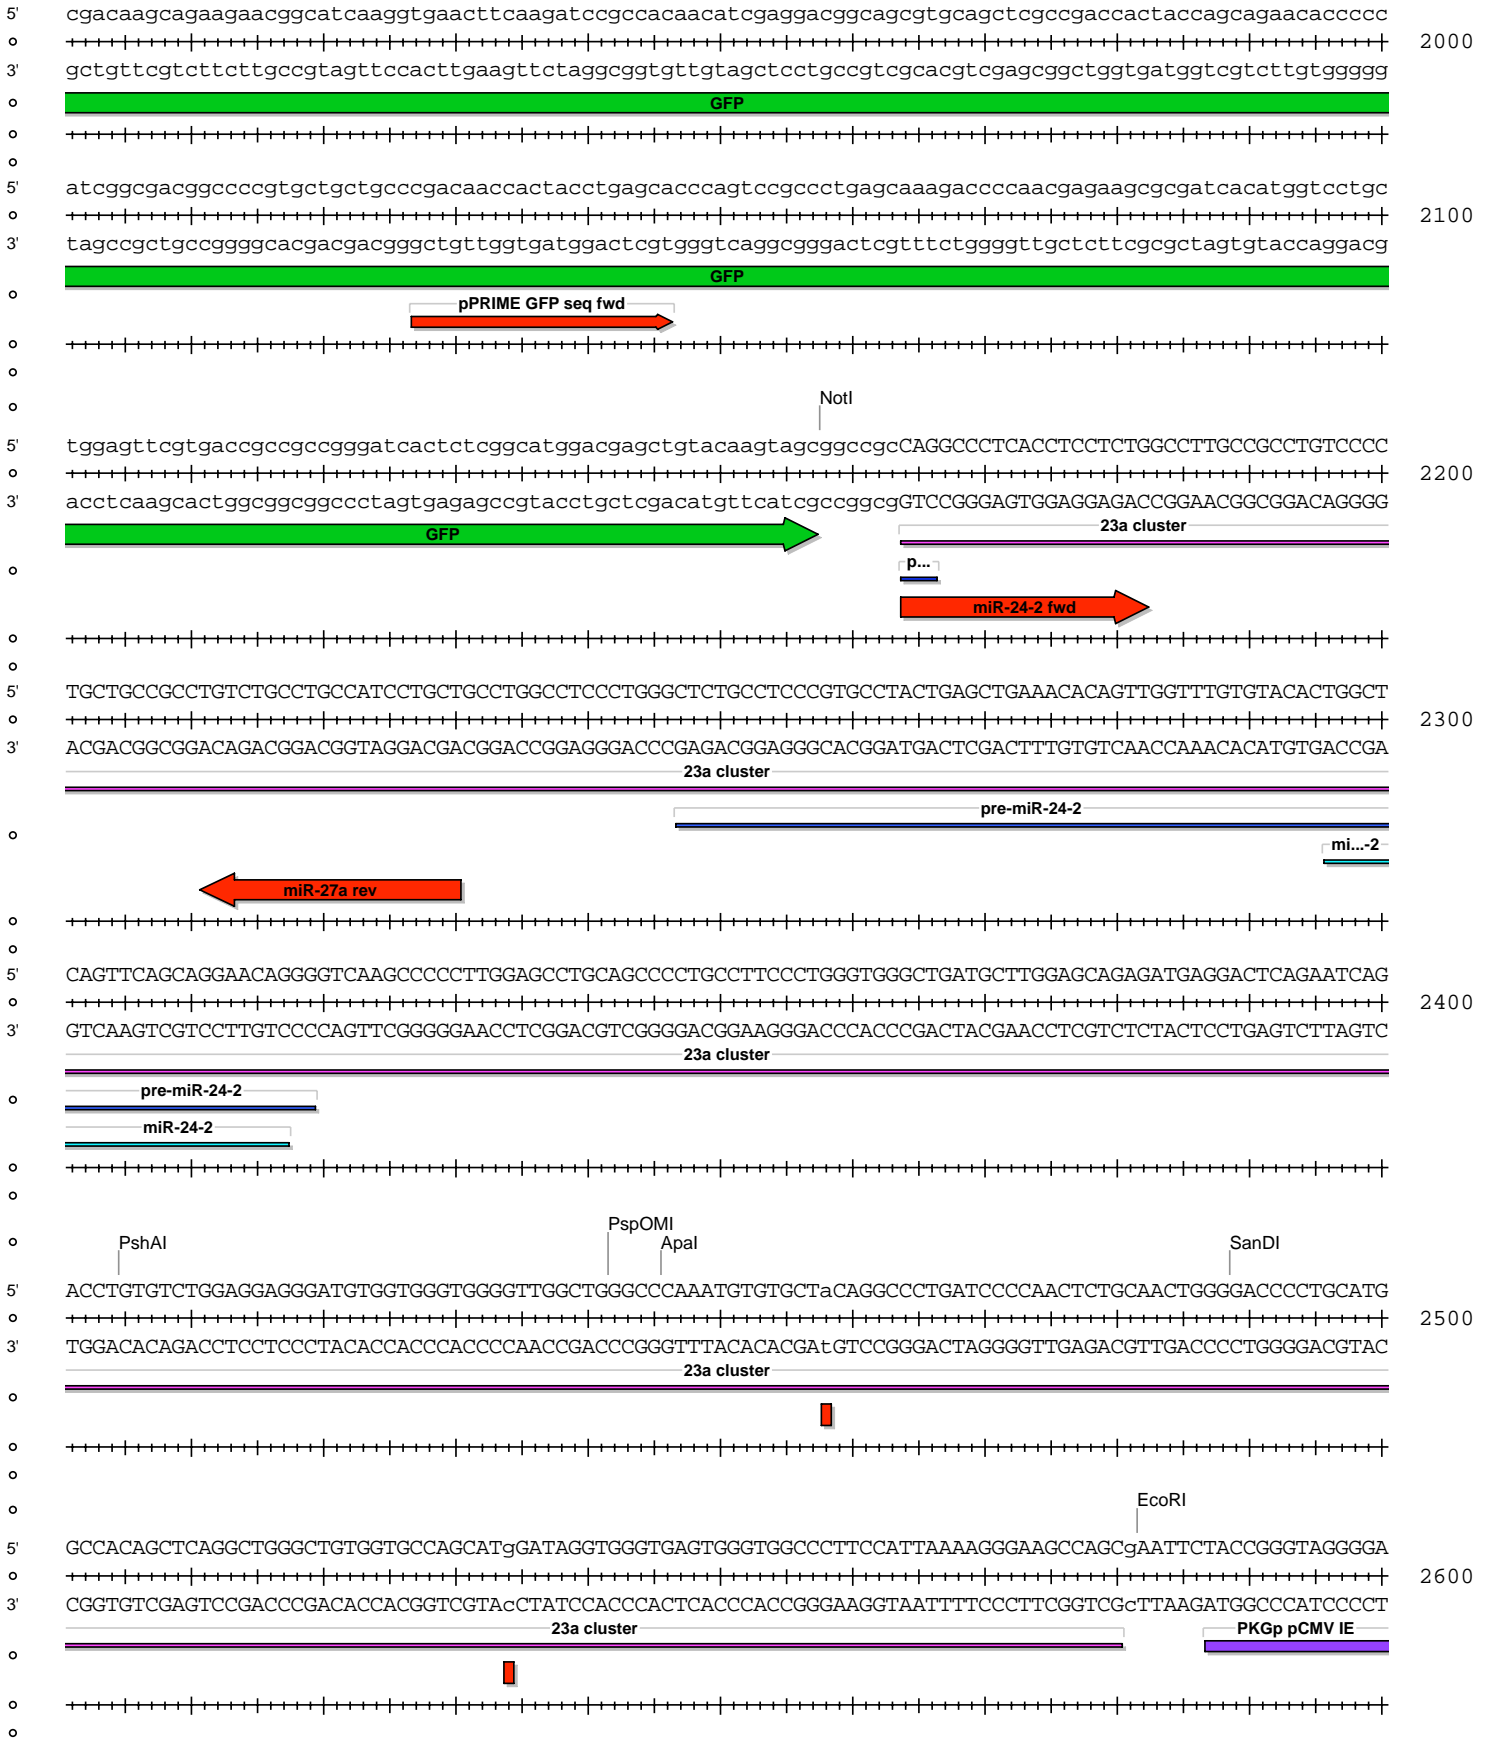 5' cgacaagcagaagaacggcatcaaggtgaacttcaagatccgccacaacatcgaggacggcagcgtgcagctcgccgaccactaccagcagaacaccccc
2000
3' gctgttcgtcttcttgccgtagttccacttgaagttctaggcggtgttgtagctcctgccgtcgcacgtcgagcggctggtgatggtcgtcttgtggggg
GFP
5' atcggcgacggccccgtgctgctgcccgacaaccactacctgagcacccagtccgccctgagcaaagaccccaacgagaagcgcgatcacatggtcctgc
2100
3' tagccgctgccggggcacgacgacgggctgttggtgatggactcgtgggtcaggcgggactcgtttctggggttgctcttcgcgctagtgtaccaggacg
GFP
pPRIME GFP seq fwd
NotI
5' tggagttcgtgaccgccgccgggatcactctcggcatggacgagctgtacaagtagcggccgcCAGGCCCTCACCTCCTCTGGCCTTGCCGCCTGTCCCC
2200
3' acctcaagcactggcggcggccctagtgagagccgtacctgctcgacatgttcatcgccggcgGTCCGGGAGTGGAGGAGACCGGAACGGCGGACAGGGG
GFP 23a cluster
p...
miR-24-2 fwd
5' TGCTGCCGCCTGTCTGCCTGCCATCCTGCTGCCTGGCCTCCCTGGGCTCTGCCTCCCGTGCCTACTGAGCTGAAACACAGTTGGTTTGTGTACACTGGCT
2300
3' ACGACGGCGGACAGACGGACGGTAGGACGACGGACCGGAGGGACCCGAGACGGAGGGCACGGATGACTCGACTTTGTGTCAACCAAACACATGTGACCGA
23a cluster
pre-miR-24-2
mi...-2
miR-27a rev
5' CAGTTCAGCAGGAACAGGGGTCAAGCCCCCTTGGAGCCTGCAGCCCCTGCCTTCCCTGGGTGGGCTGATGCTTGGAGCAGAGATGAGGACTCAGAATCAG
2400
3' GTCAAGTCGTCCTTGTCCCCAGTTCGGGGGAACCTCGGACGTCGGGGACGGAAGGGACCCACCCGACTACGAACCTCGTCTCTACTCCTGAGTCTTAGTC
23a cluster
pre-miR-24-2
miR-24-2
PspOMI
PshAI ApaI SanDI
5' ACCTGTGTCTGGAGGAGGGATGTGGTGGGTGGGGTTGGCTGGGCCCAAATGTGTGCTaCAGGCCCTGATCCCCAACTCTGCAACTGGGGACCCCTGCATG
2500
3' TGGACACAGACCTCCTCCCTACACCACCCACCCCAACCGACCCGGGTTTACACACGAtGTCCGGGACTAGGGGTTGAGACGTTGACCCCTGGGGACGTAC
23a cluster
EcoRI
5' GCCACAGCTCAGGCTGGGCTGTGGTGCCAGCATgGATAGGTGGGTGAGTGGGTGGCCCTTCCATTAAAAGGGAAGCCAGCgAATTCTACCGGGTAGGGGA
2600
3' CGGTGTCGAGTCCGACCCGACACCACGGTCGTAcCTATCCACCCACTCACCCACCGGGAAGGTAATTTTCCCTTCGGTCGcTTAAGATGGCCCATCCCCT
23a cluster PKGp pCMV IE